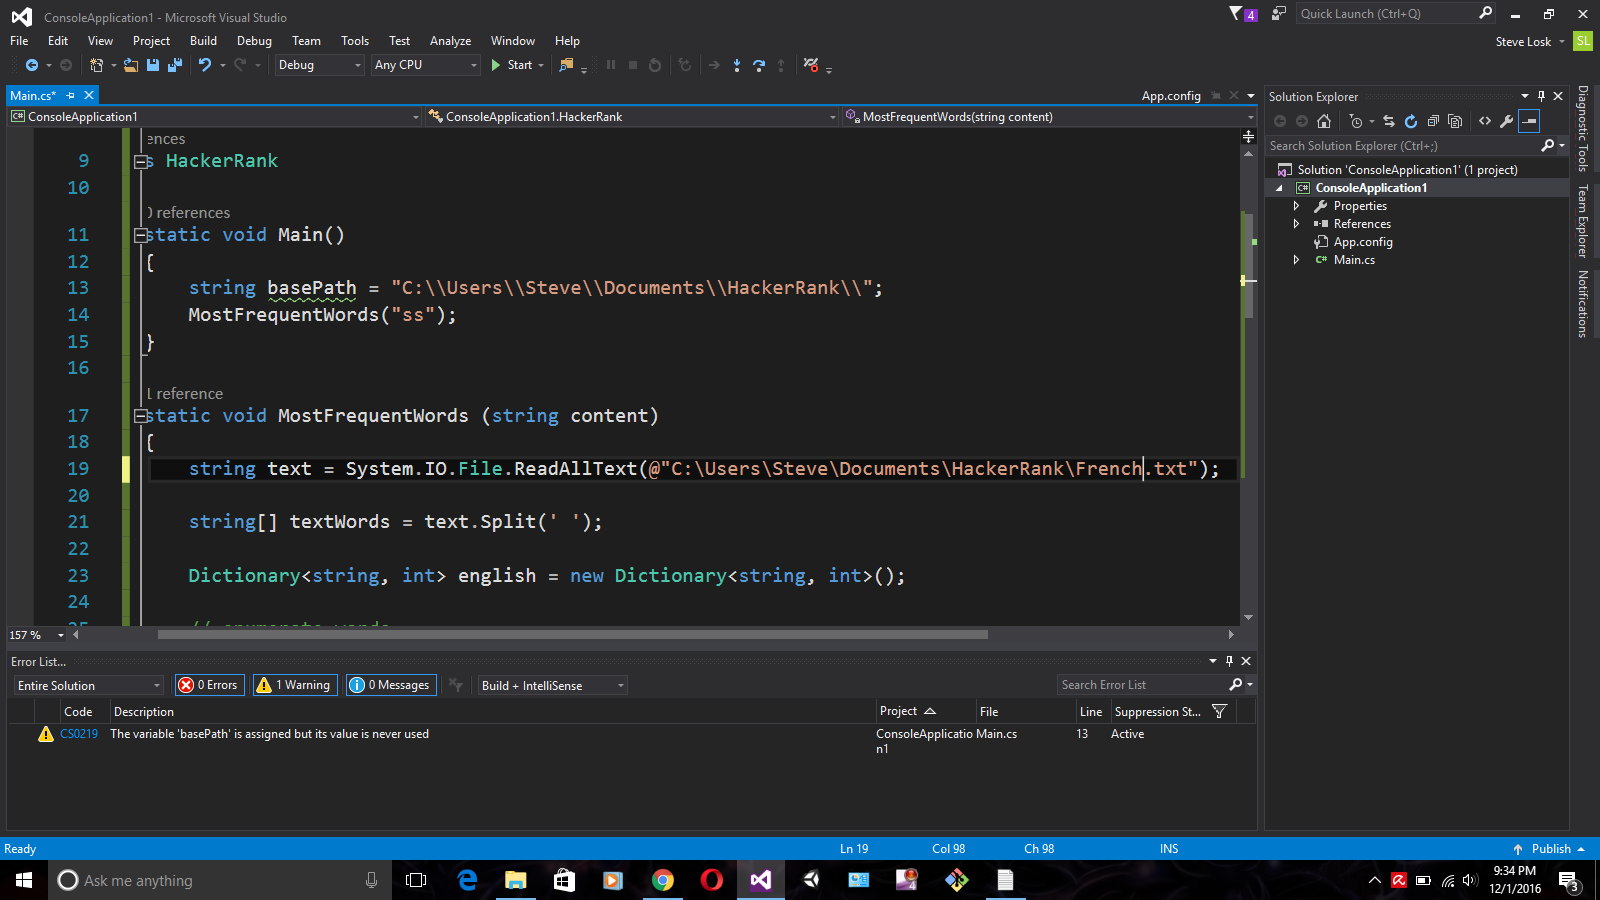 ConsoleApplication1 - Microsoft Visual Studio
4
Quick Launch (Ctrl+Q)
File Edit View Project Build Debug Team Tools Test Analyze Window Help
Steve Losk SL
Debug Any CPU Start
Main.cs*
App.config
ConsoleApplication1
ConsoleApplication1.HackerRank
MostFrequentWords(string content)
ences
9 s HackerRank
10
0 references
11 static void Main()
12 {
13 string basePath = "C:\\Users\\Steve\\Documents\\HackerRank\\";
14 MostFrequentWords("ss");
15 }
16
1 reference
17 static void MostFrequentWords (string content)
18 {
19 string text = System.IO.File.ReadAllText(@"C:\Users\Steve\Documents\HackerRank\French.txt");
20
21 string[] textWords = text.Split(' ');
22
23 Dictionary<string, int> english = new Dictionary<string, int>();
24
157 %
Solution Explorer
Search Solution Explorer (Ctrl+;)
Solution 'ConsoleApplication1' (1 project)
ConsoleApplication1
Properties
References
App.config
Main.cs
Diagnostic Tools
Team Explorer
Notifications
Error List...
Entire Solution 0 Errors 1 Warning 0 Messages Build + IntelliSense Search Error List
Code Description Project File Line Suppression St...
CS0219 The variable 'basePath' is assigned but its value is never used ConsoleApplicatio Main.cs 13 Active
n1
Ready Ln 19 Col 98 Ch 98 INS Publish
Ask me anything
4
9:34 PM
12/1/2016
3